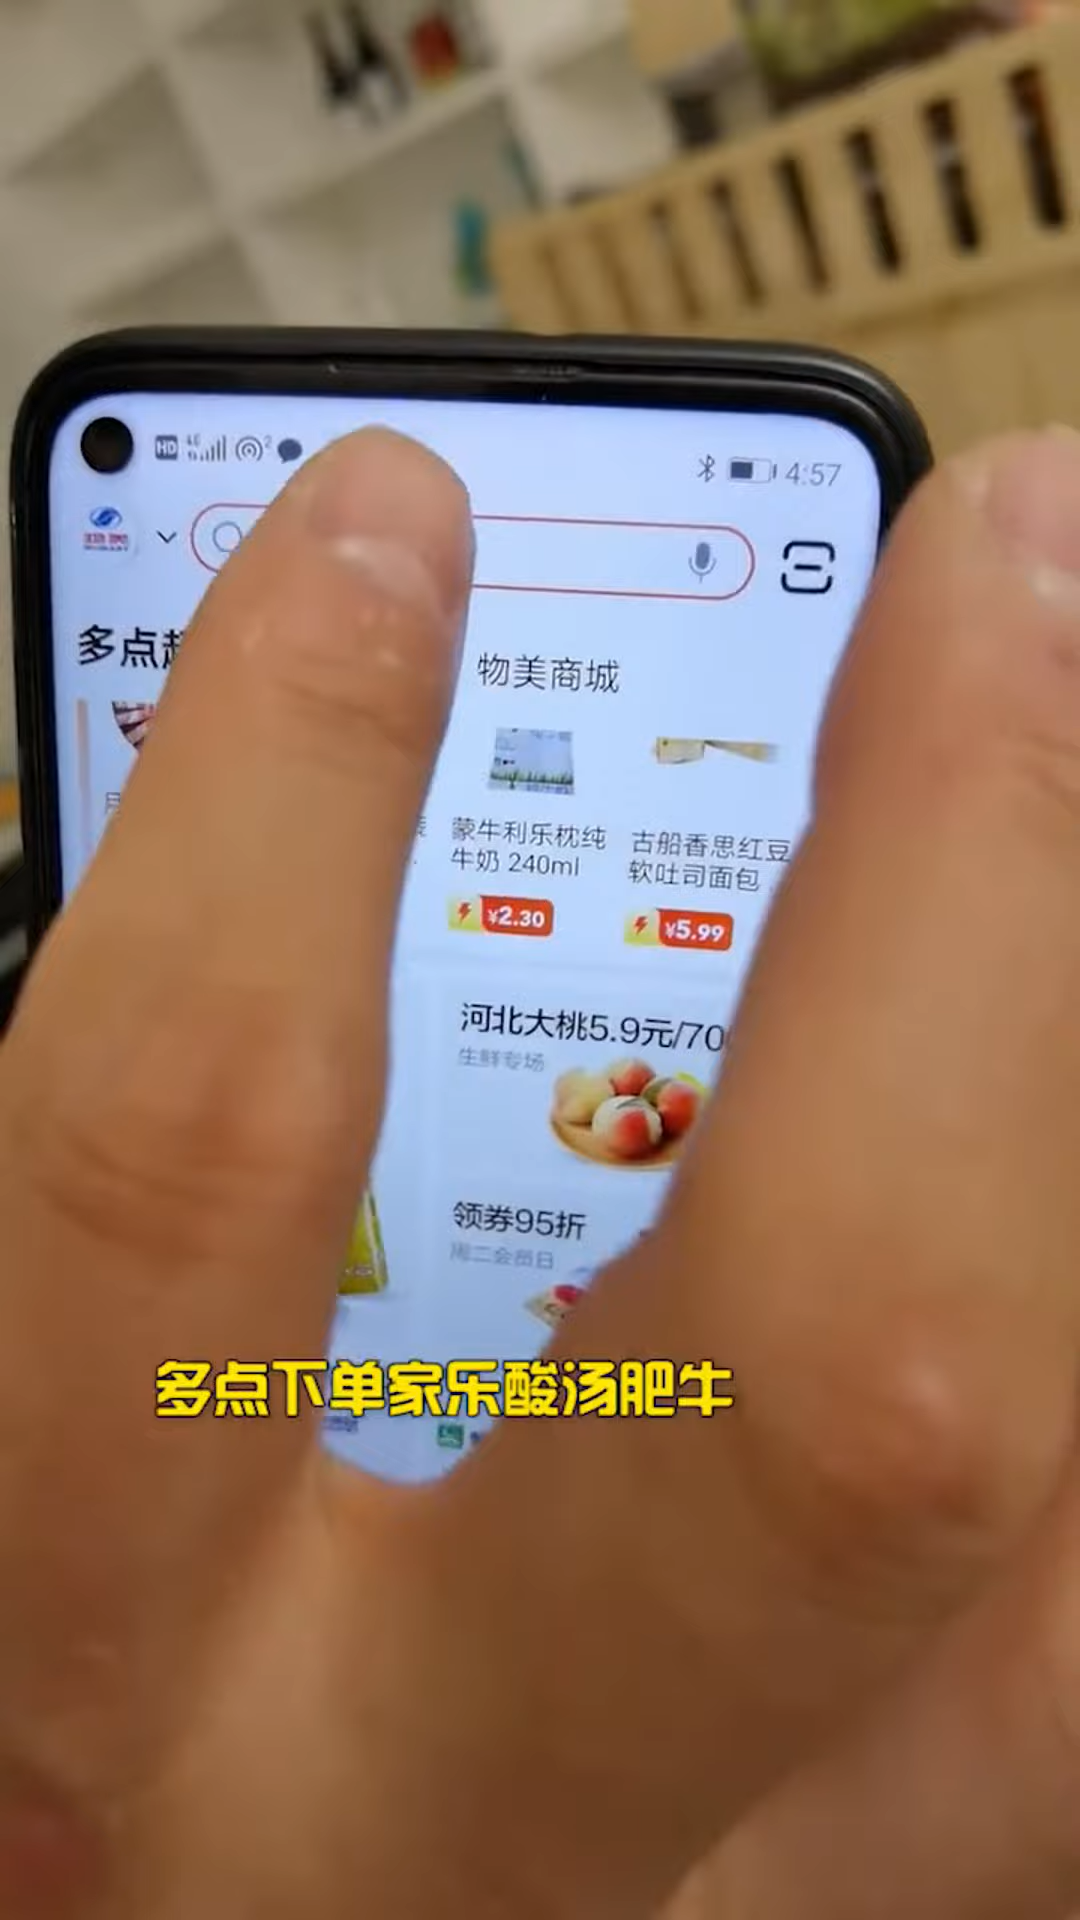 HD
4:57
多点
物美商城
蒙牛利乐枕纯
牛奶 240ml
¥2.30
古船香思红豆
软吐司面包
¥5.99
河北大桃5.9元/70
生鲜专场
领券95折
周二会员日
多点下单家乐酸汤肥牛